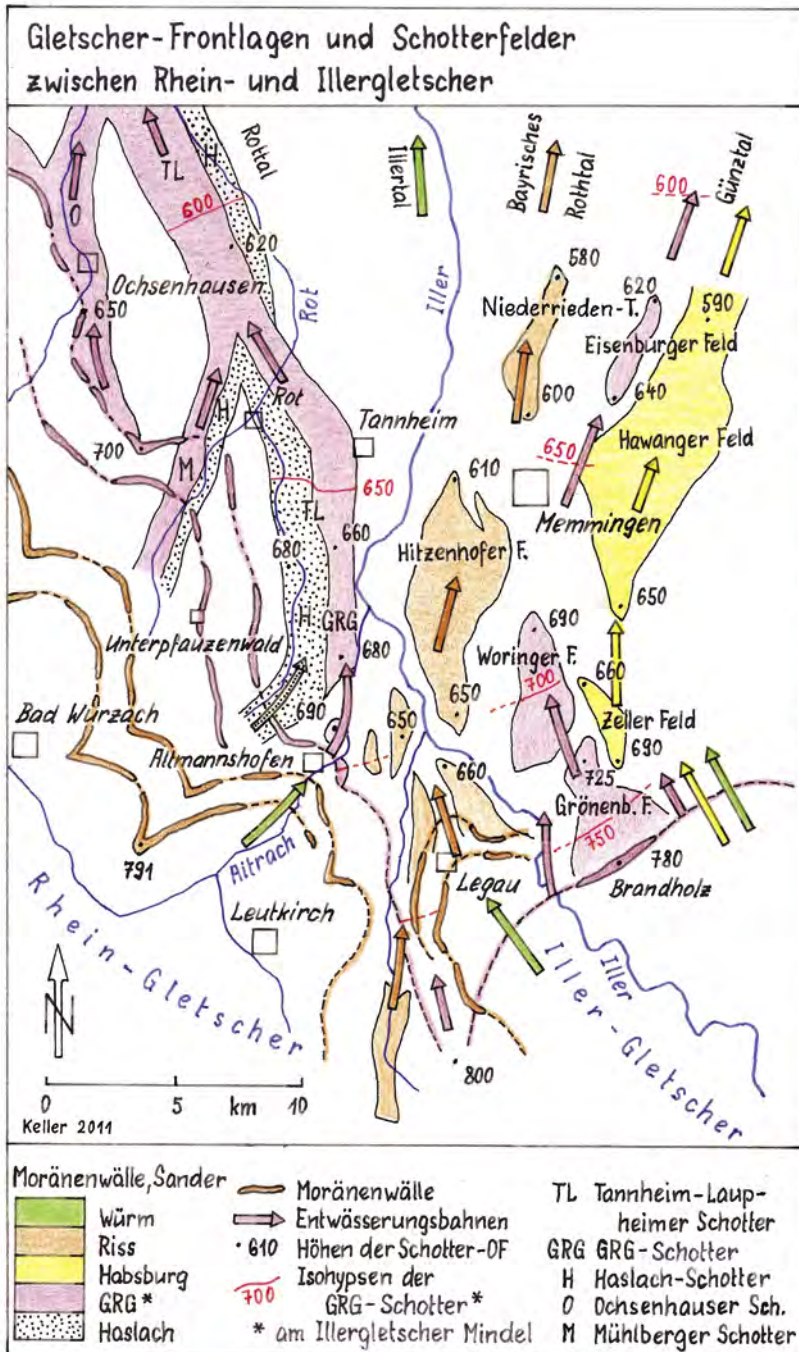 Gletscher-Frontlagen und Schotterfelder
zwischen Rhein- und Illergletscher
Rottal
H
TL
600
O
620
Ochsenhausen
650
Rot
Illertal
Iller
Bayrisches
Rothtal
600
Günztal
580
Niederrieden-T.
620
590
Eisenburger Feld
600
640
Rot
H
Tannheim
700
M
650
Hawanger Feld
610
650
Memmingen
TL
660
680
Hitzenhofer F.
650
H
GRG
Unterpfauzenwald
690
680
Woringer F.
700
660
Zeller Feld
690
650
650
690
Bad Wurzach
Altmannshofen
660
725
Grönenb. F.
750
780
Brandholz
791
Aitrach
Legau
Leutkirch
Rhein-Gletscher
Iller
Iller-Gletscher
N
800
0 5 km 10
Keller 2011
Moränenwälle, Sander
Würm
Riss
Habsburg
GRG *
Haslach
Moränenwälle
Entwässerungsbahnen
· 610 Höhen der Schotter-OF
700 Isohypsen der
GRG-Schotter *
* am Illergletscher Mindel
TL Tannheim-Laup-
heimer Schotter
GRG GRG-Schotter
H Haslach-Schotter
O Ochsenhauser Sch.
M Mühlberger Schotter